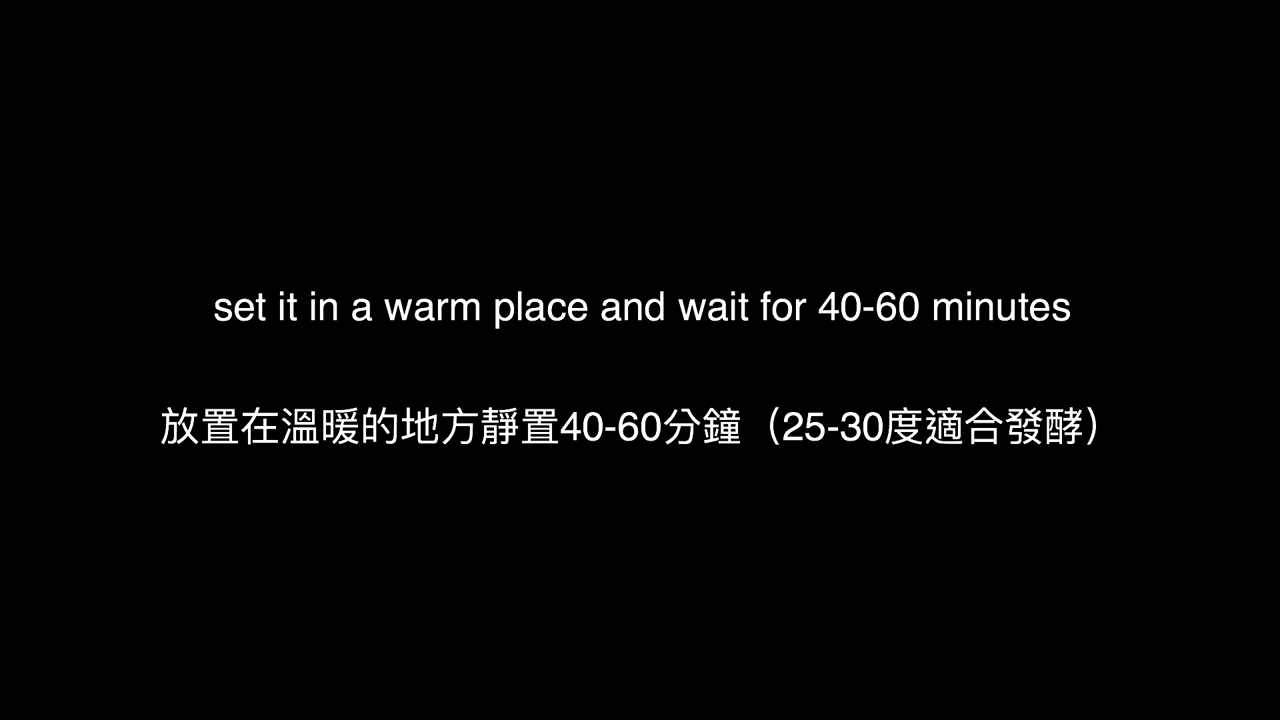 set it in a warm place and wait for 40-60 minutes
放置在溫暖的地方靜置40-60分鐘（25-30度適合發酵）